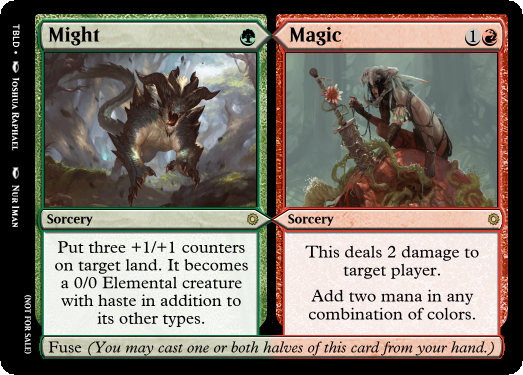 Might
Magic
1
Sorcery
Sorcery
Put three +1/+1 counters
on target land. It becomes
a 0/0 Elemental creature
with haste in addition to
its other types.
This deals 2 damage to
target player.
Add two mana in any
combination of colors.
Fuse (You may cast one or both halves of this card from your hand.)
TBLD • Joshua Raphael Nur Iman
(NOT FOR SALE)